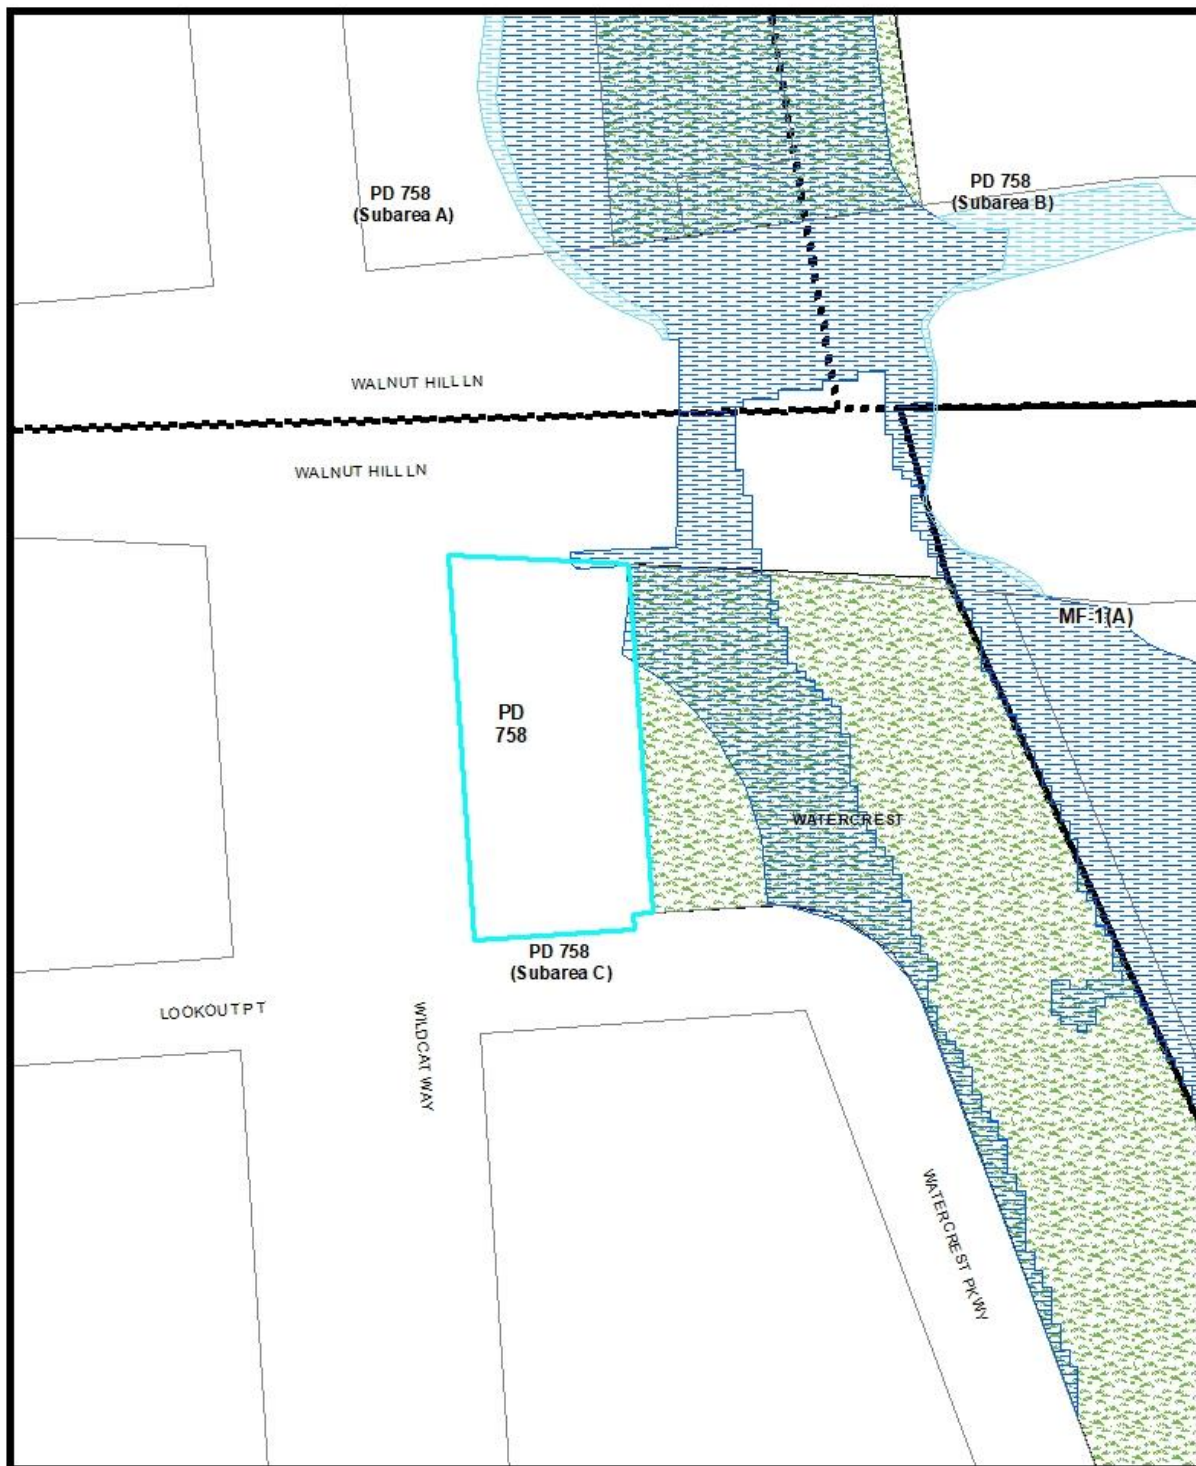 PD 758
(Subarea A)
PD 758
(Subarea B)
WALNUT HILL LN
WALNUT HILL LN
MF-1(A)
PD
758
WATERCREST
PD 758
(Subarea C)
LOOKOUT PT
WILDCAT WAY
WATERCREST PKWY